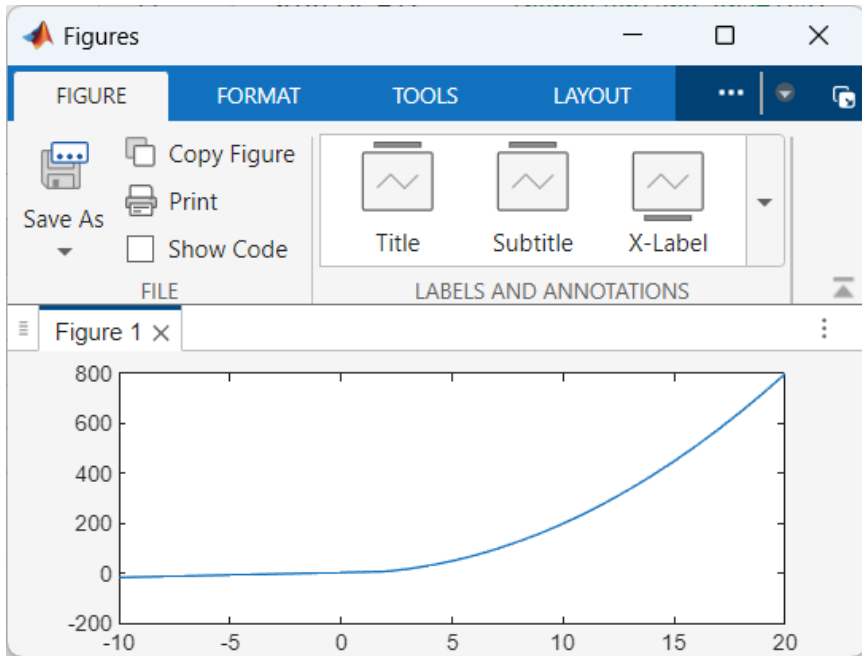 Figures
FIGURE FORMAT TOOLS LAYOUT
Copy Figure
Print
Save As
Show Code
Title Subtitle X-Label
FILE LABELS AND ANNOTATIONS
Figure 1
800
600
400
200
0
-200
-10 -5 0 5 10 15 20